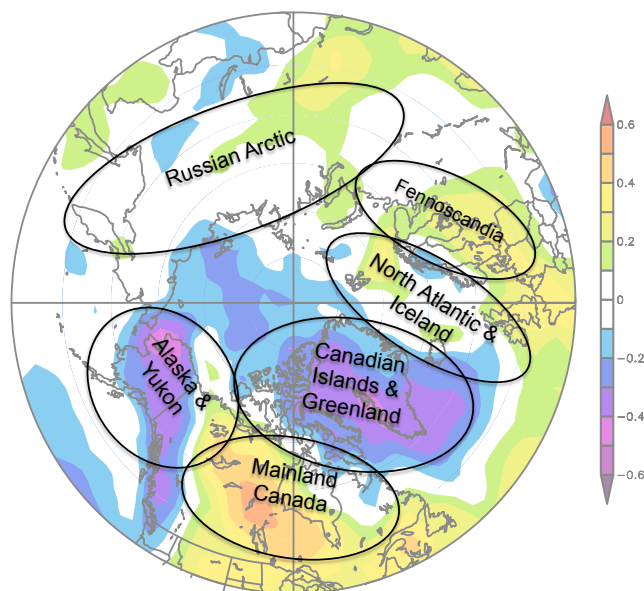 Russian Arctic
Fennoscandia
North Atlantic &
Iceland
Canadian
Islands &
Greenland
Alaska &
Yukon
Mainland
Canada
0.6
0.4
0.2
0
−0.2
−0.4
−0.6